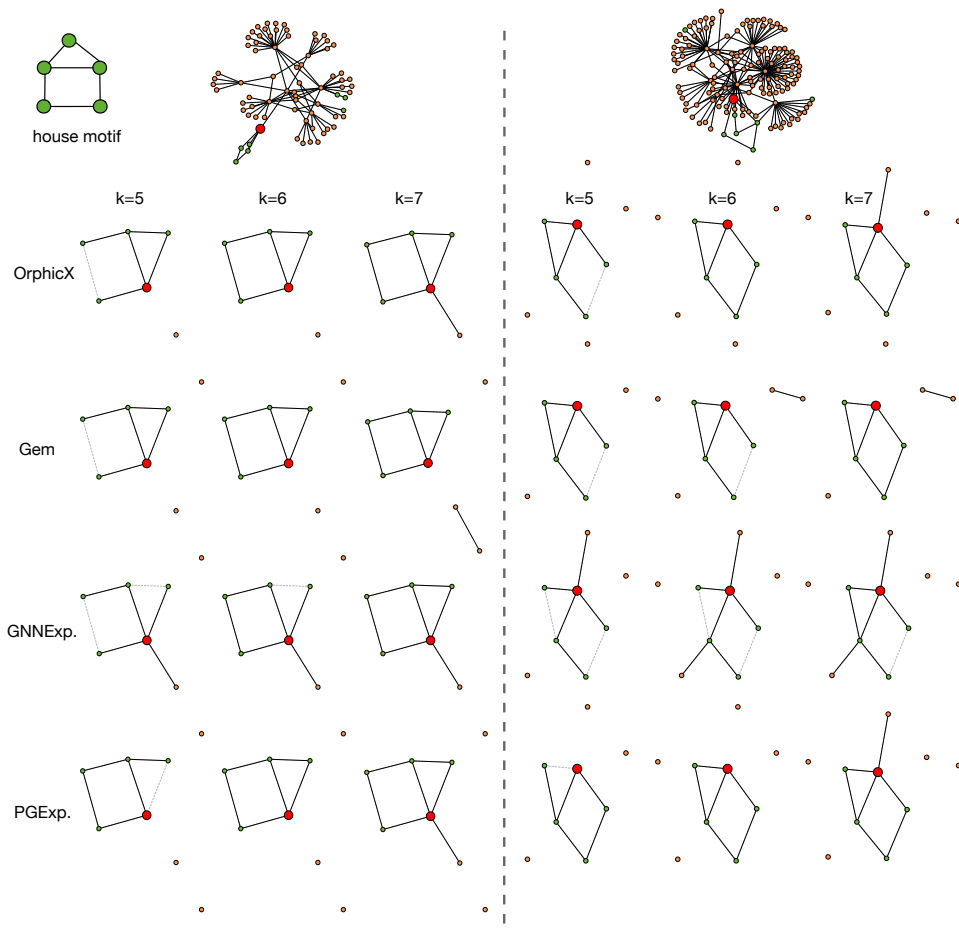 house motif
k=5 k=6 k=7 k=5 k=6 k=7
OrphicX
Gem
GNNExp.
PGExp.